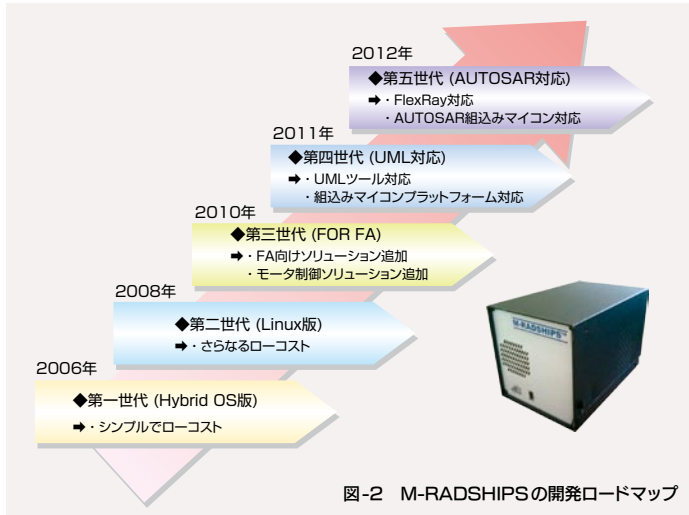 2012年
◆第五世代 (AUTOSAR対応)
➡・FlexRay対応
・AUTOSAR組込みマイコン対応
2011年
◆第四世代 (UML対応)
➡・UMLツール対応
・組込みマイコンプラットフォーム対応
2010年
◆第三世代 (FOR FA)
➡・FA向けソリューション追加
・モータ制御ソリューション追加
2008年
◆第二世代 (Linux版)
➡・さらなるローコスト
2006年
◆第一世代 (Hybrid OS版)
➡・シンプルでローコスト
M-RADSHIPS
図-2 M-RADSHIPSの開発ロードマップ